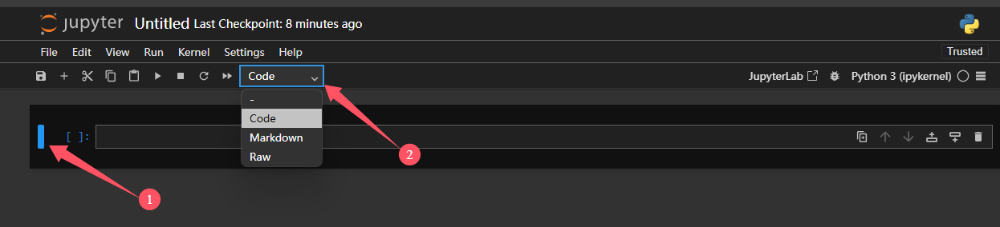 jupyter Untitled Last Checkpoint: 8 minutes ago
File Edit View Run Kernel Settings Help Trusted
Code JupyterLab Python 3 (ipykernel)
-
Code
[ ]: Markdown
Raw
2
1